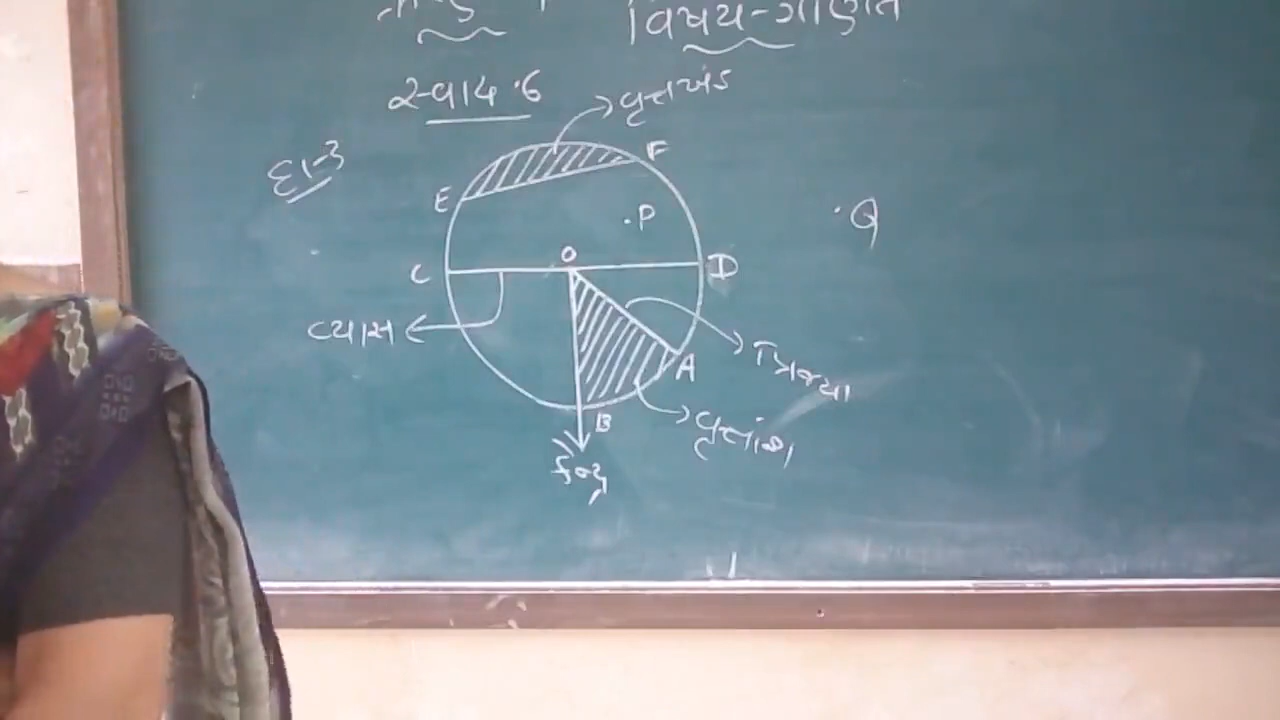 વિષય-ગણિત
સ્વાધ્યાય.6
દા-3
વૃત્તખંડ
F
E
.P
.Q
O
C
D
વ્યાસ
A
ત્રિજ્યા
B
વૃત્તાંશ
કેન્દ્ર